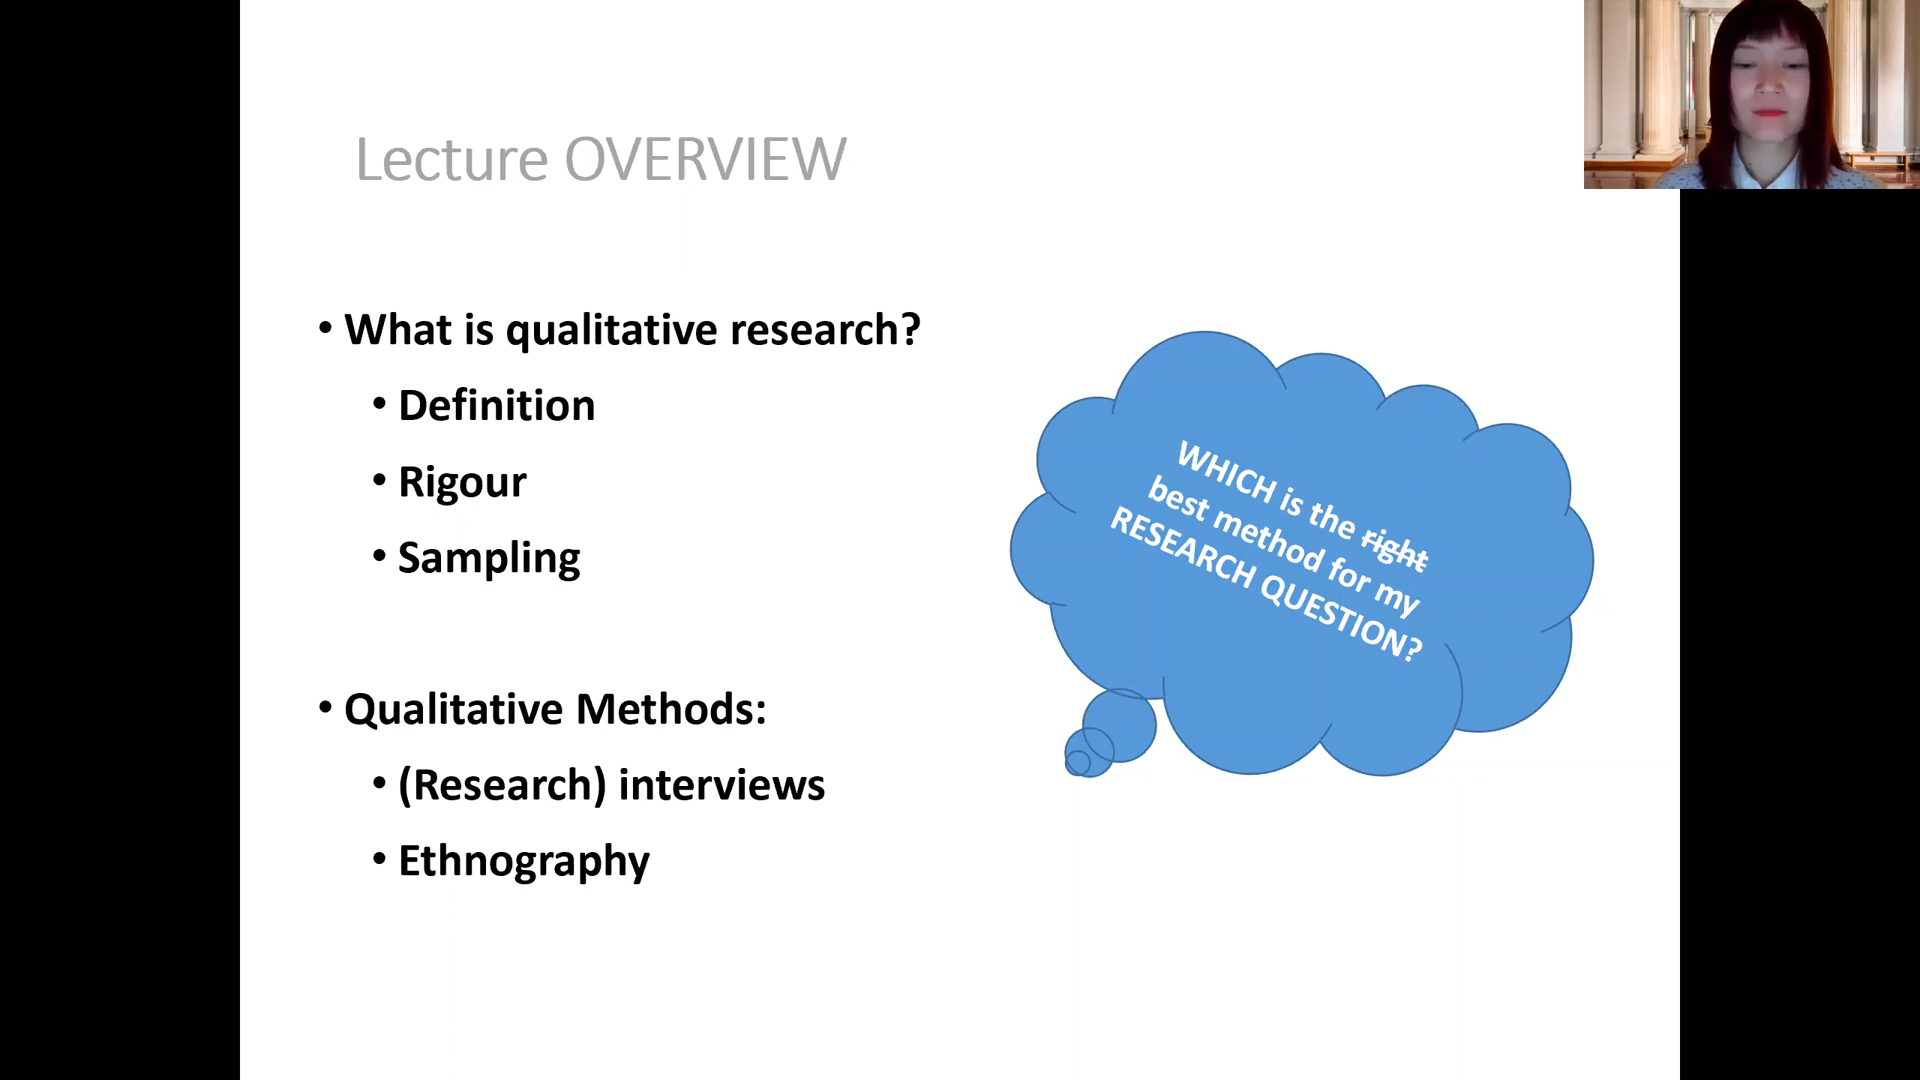 Lecture OVERVIEW
• What is qualitative research?
• Definition
• Rigour
• Sampling
• Qualitative Methods:
• (Research) interviews
• Ethnography
WHICH is the right
best method for my
RESEARCH QUESTION?